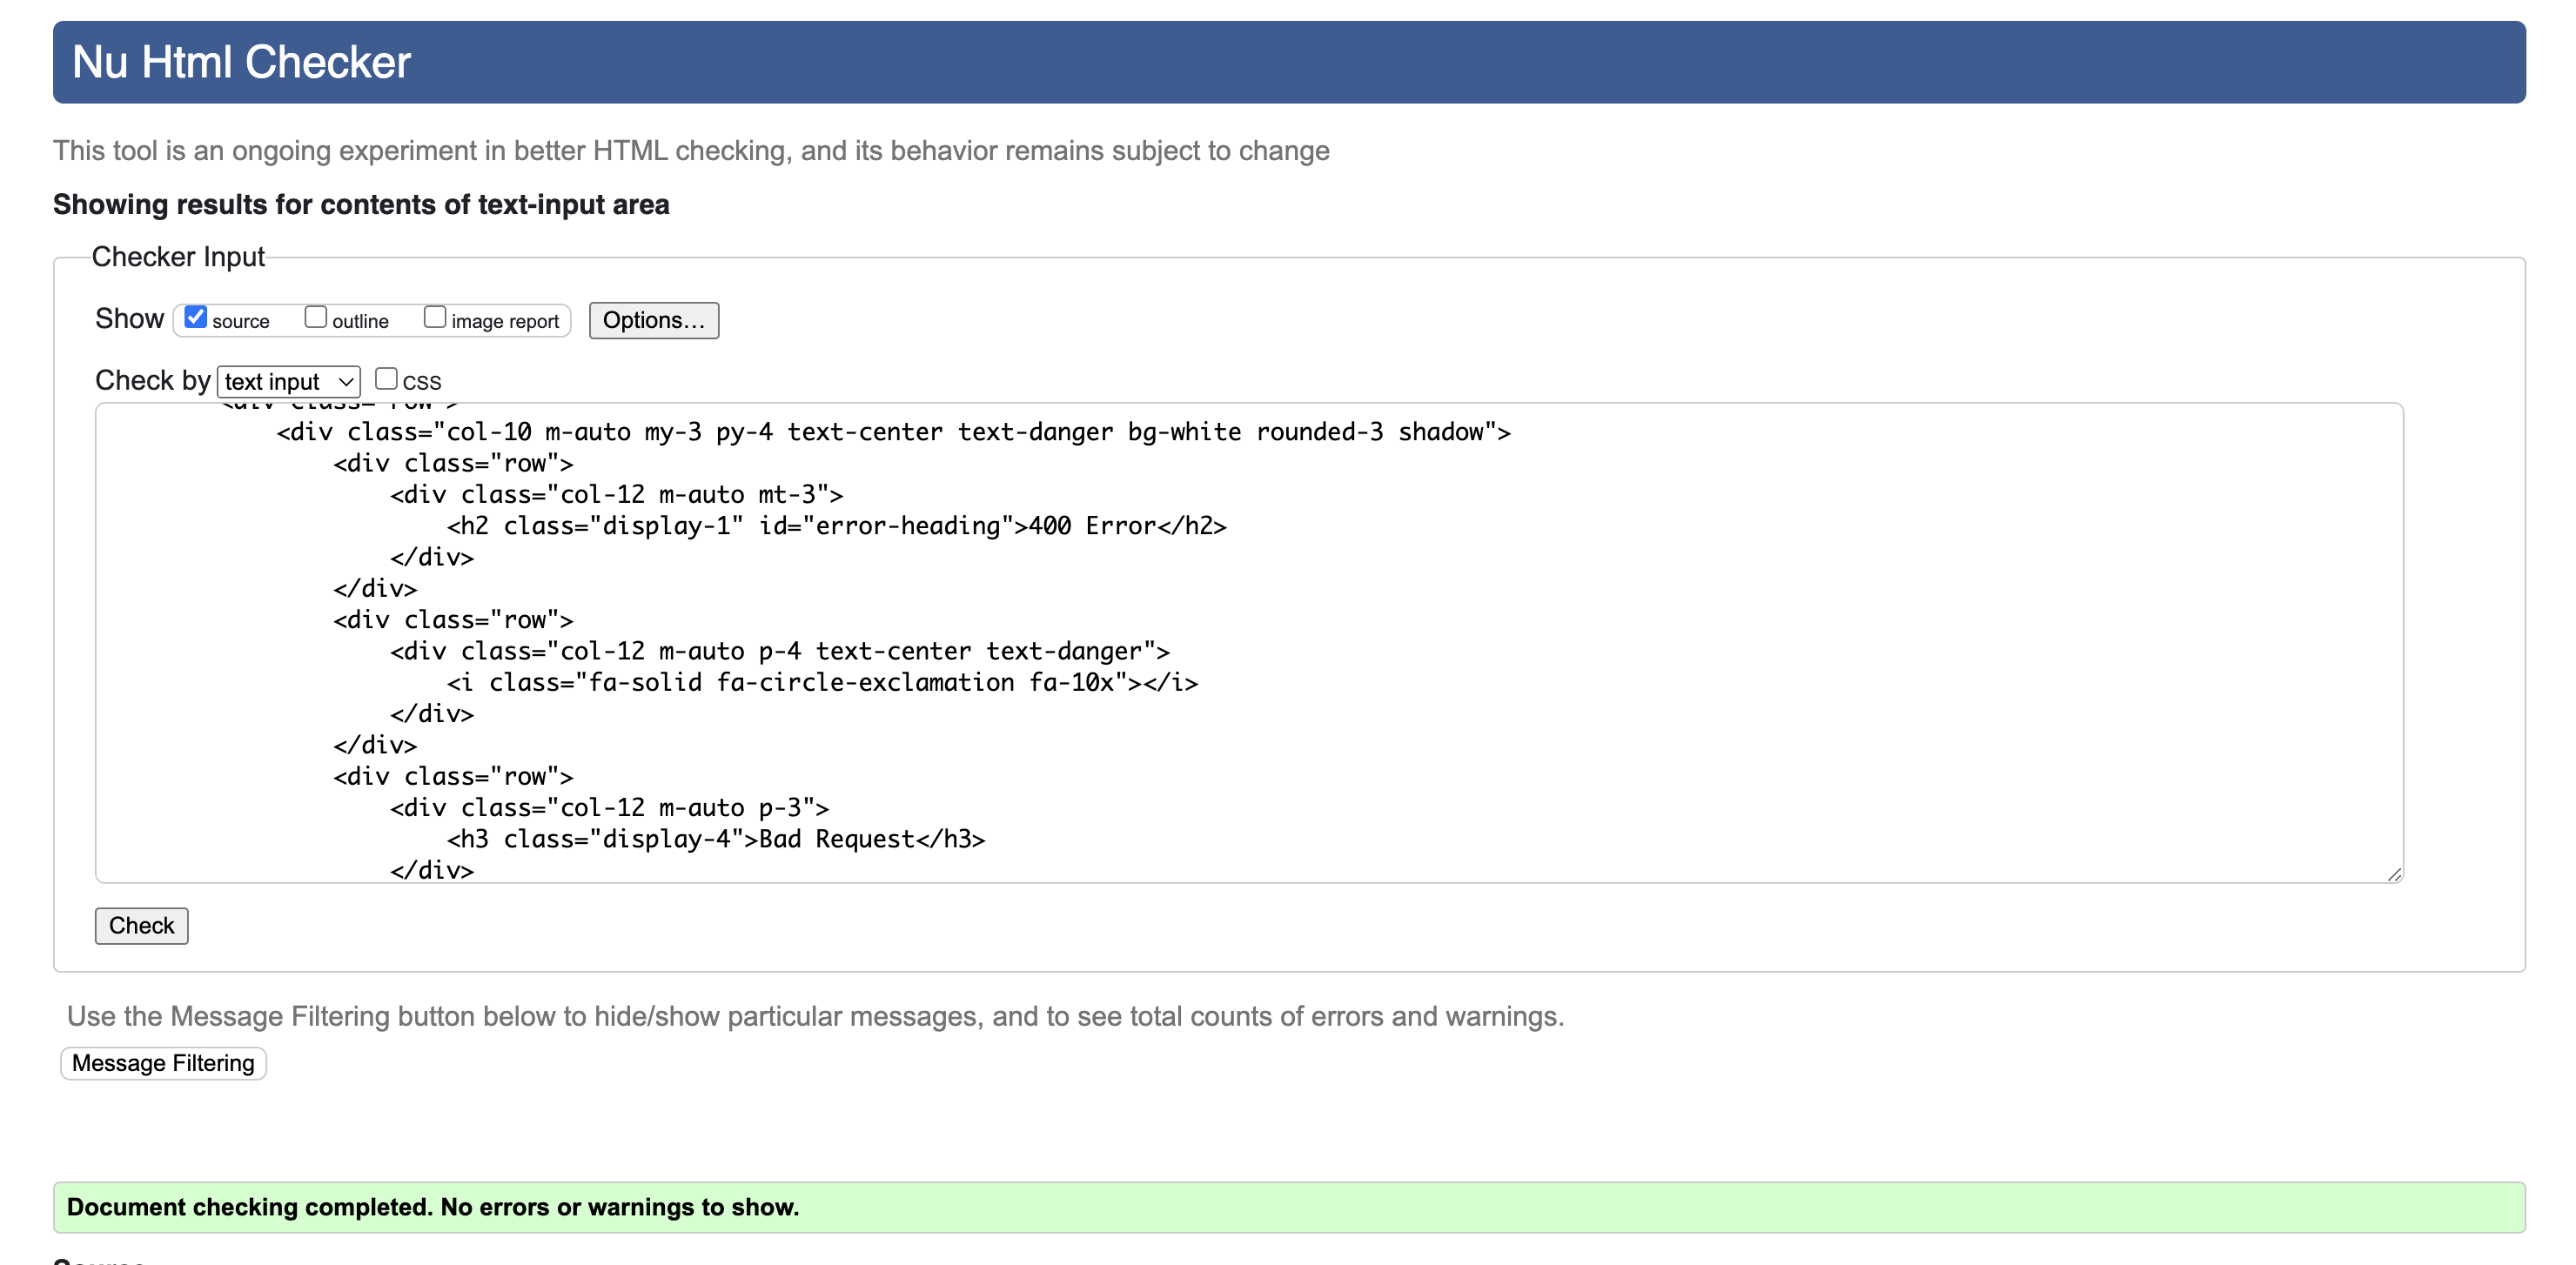 Nu Html Checker
This tool is an ongoing experiment in better HTML checking, and its behavior remains subject to change
Showing results for contents of text-input area
Checker Input
Show source outline image report Options...
Check by text input CSS
<div class="row">
<div class="col-10 m-auto my-3 py-4 text-center text-danger bg-white rounded-3 shadow">
<div class="row">
<div class="col-12 m-auto mt-3">
<h2 class="display-1" id="error-heading">400 Error</h2>
</div>
</div>
<div class="row">
<div class="col-12 m-auto p-4 text-center text-danger">
<i class="fa-solid fa-circle-exclamation fa-10x"></i>
</div>
</div>
<div class="row">
<div class="col-12 m-auto p-3">
<h3 class="display-4">Bad Request</h3>
</div>
Check
Use the Message Filtering button below to hide/show particular messages, and to see total counts of errors and warnings.
Message Filtering
Document checking completed. No errors or warnings to show.